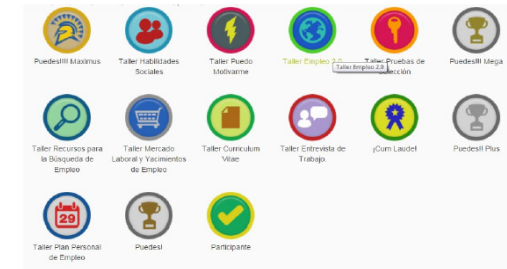 Puedes!!!! Maximus
Taller Habilidades
Sociales
Taller Puedo
Motivarme
Taller Empleo 2.0
Taller Empleo 2.0
Taller Pruebas de
Selección
Puedes!!! Mega
Taller Recursos para
la Búsqueda de
Empleo
Taller Mercado
Laboral y Yacimientos
de Empleo
Taller Curriculum
Vitae
Taller Entrevista de
Trabajo.
¡Cum Laude!
Puedes!! Plus
29
Taller Plan Personal
de Empleo
Puedes!
Participante